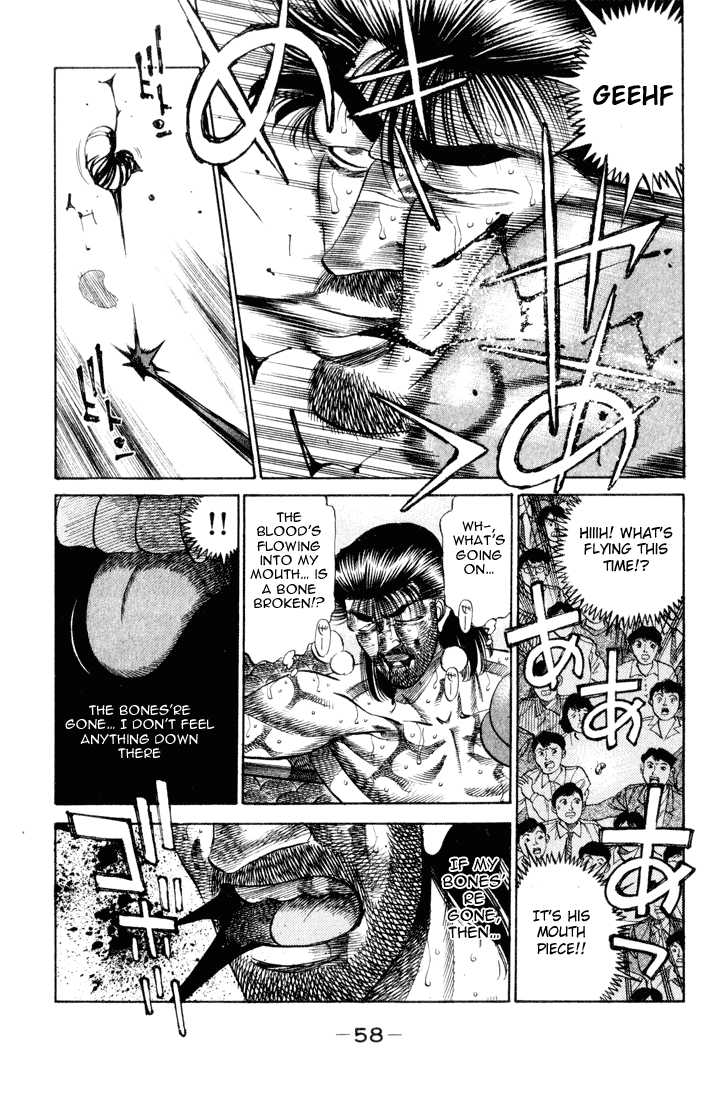 GEEHF
HIIIH! WHAT'S
FLYING THIS
TIME!?
IT'S HIS
MOUTH
PIECE!!
あ
あ
あ
っ
WH-,
WHAT'S
GOING
ON...
THE
BLOOD'S
FLOWING
INTO MY
MOUTH... IS
A BONE
BROKEN!?
!!
THE BONES'RE
GONE... I DON'T FEEL
ANYTHING DOWN
THERE
IF MY
BONES'
RE
GONE,
THEN...
-58-